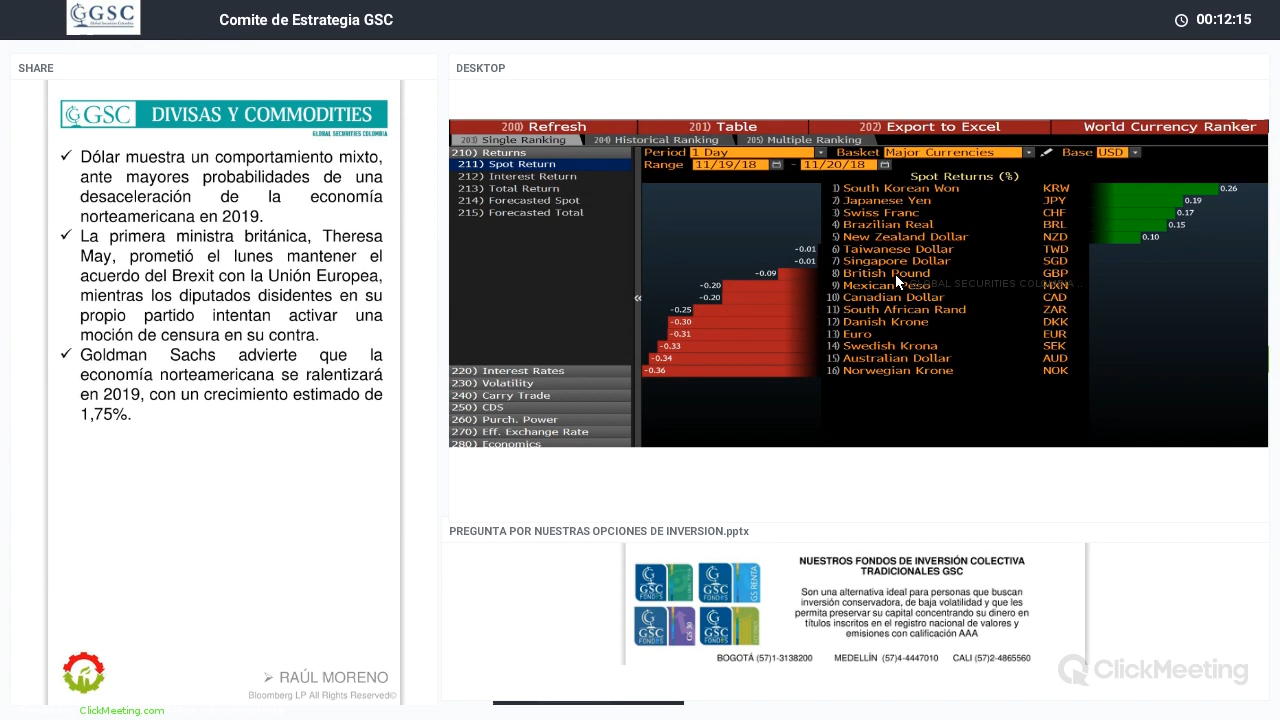 GSC
Comite de Estrategia GSC
00:12:15
SHARE
GSC DIVISAS Y COMMODITIES
GLOBAL SECURITIES COLOMBIA
✓ Dólar muestra un comportamiento mixto,
ante mayores probabilidades de una
desaceleración de la economía
norteamericana en 2019.
✓ La primera ministra británica, Theresa
May, prometió el lunes mantener el
acuerdo del Brexit con la Unión Europea,
mientras los diputados disidentes en su
propio partido intentan activar una
moción de censura en su contra.
✓ Goldman Sachs advierte que la
economía norteamericana se ralentizará
en 2019, con un crecimiento estimado de
1,75%.
➢ RAÚL MORENO
Bloomberg LP All Rights Reserved©
ClickMeeting.com
DESKTOP
200) Refresh 201) Table 202) Export to Excel World Currency Ranker
203) Single Ranking 204) Historical Ranking 205) Multiple Ranking
210) Returns
211) Spot Return
212) Interest Return
213) Total Return
214) Forecasted Spot
215) Forecasted Total
220) Interest Rates
230) Volatility
240) Carry Trade
250) CDS
260) Purch. Power
270) Eff. Exchange Rate
280) Economics
Period 1 Day Basket Major Currencies Base USD
Range 11/19/18 - 11/20/18
Spot Returns (%)
1) South Korean Won KRW 0.26
2) Japanese Yen JPY 0.19
3) Swiss Franc CHF 0.17
4) Brazilian Real BRL 0.15
5) New Zealand Dollar NZD 0.10
-0.01 6) Taiwanese Dollar TWD
-0.01 7) Singapore Dollar SGD
-0.09 8) British Pound GBP
-0.20 9) Mexican Peso MXN
-0.20 10) Canadian Dollar CAD
-0.25 11) South African Rand ZAR
-0.30 12) Danish Krone DKK
-0.31 13) Euro EUR
-0.33 14) Swedish Krona SEK
-0.34 15) Australian Dollar AUD
-0.36 16) Norwegian Krone NOK
PREGUNTA POR NUESTRAS OPCIONES DE INVERSION.pptx
GSC
FONDOS
GSC
FONDOS
GS RENTA
GSC
FONDOS
GS 30
GSC
FONDOS
NUESTROS FONDOS DE INVERSIÓN COLECTIVA
TRADICIONALES GSC
Son una alternativa ideal para personas que buscan
inversión conservadora, de baja volatilidad y que les
permita preservar su capital concentrando su dinero en
títulos inscritos en el registro nacional de valores y
emisiones con calificación AAA
BOGOTÁ (57)1-3138200 MEDELLÍN (57)4-4447010 CALI (57)2-4865560
ClickMeeting